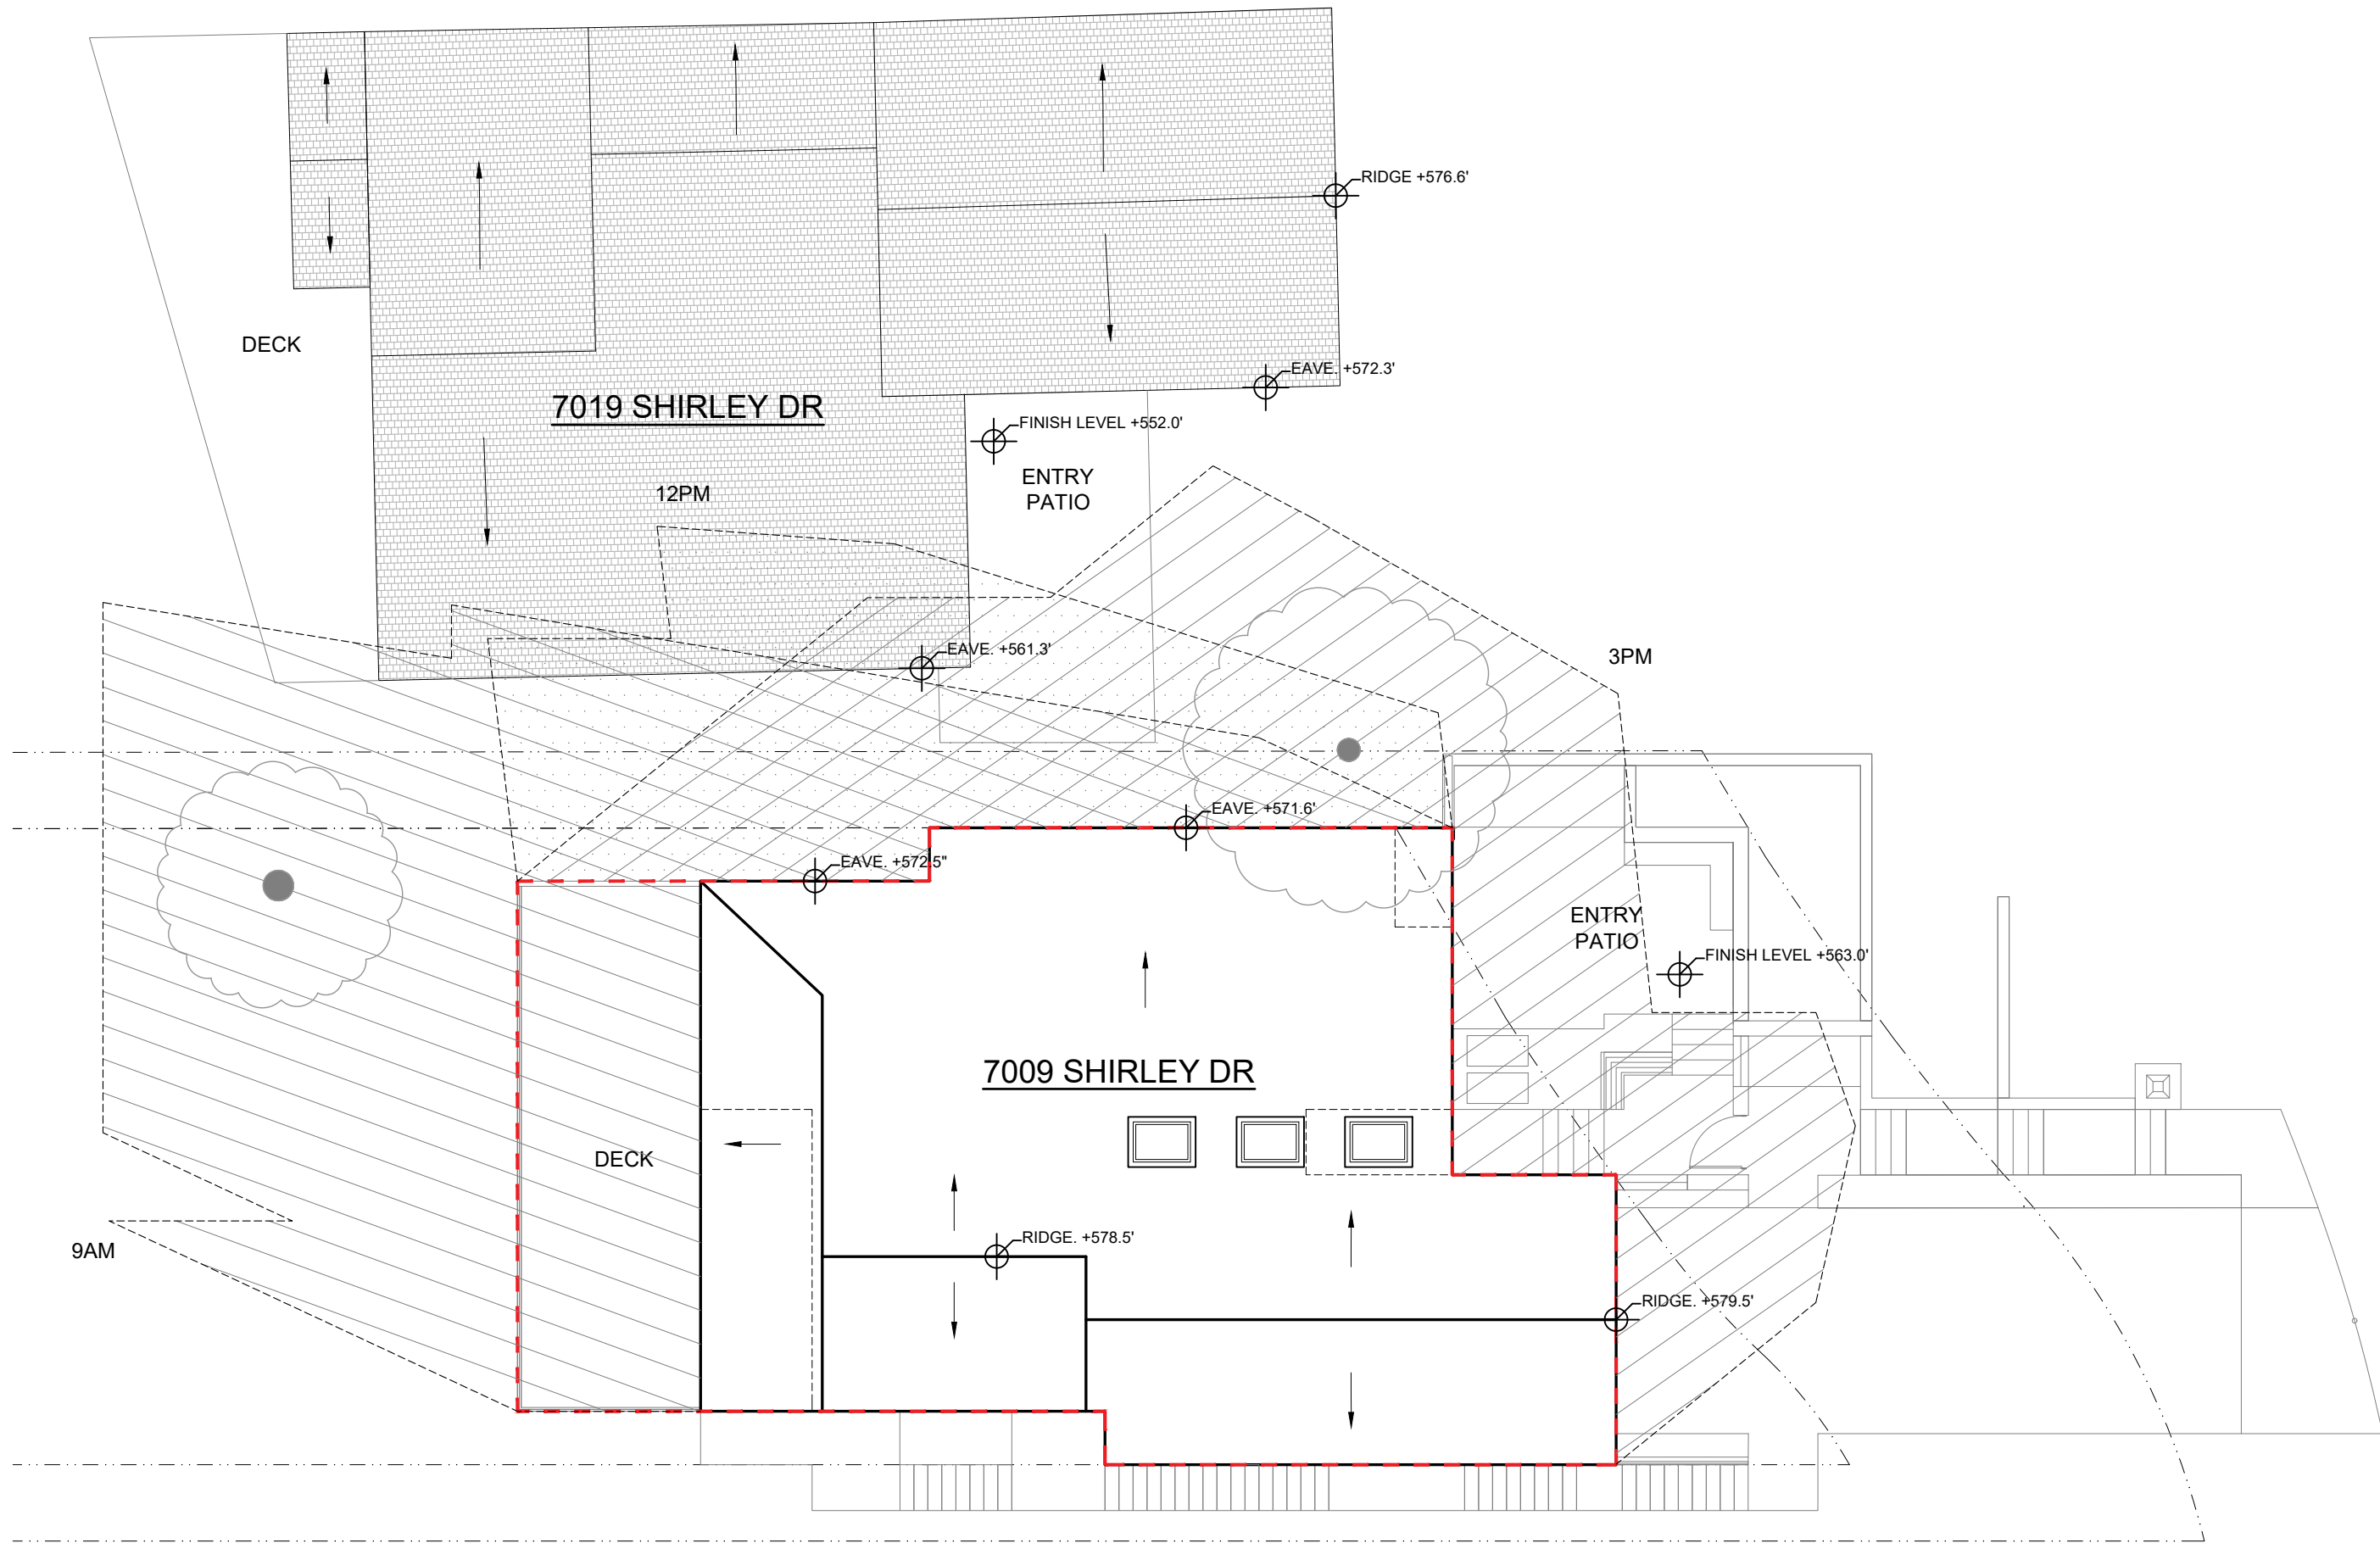 RIDGE +576.6'
DECK
EAVE. +572.3'
7019 SHIRLEY DR
FINISH LEVEL +552.0'
ENTRY
PATIO
12PM
EAVE. +561.3'
3PM
EAVE. +571.6'
EAVE. +572.5"
ENTRY
PATIO
FINISH LEVEL +563.0'
7009 SHIRLEY DR
DECK
RIDGE. +578.5'
9AM
RIDGE. +579.5'